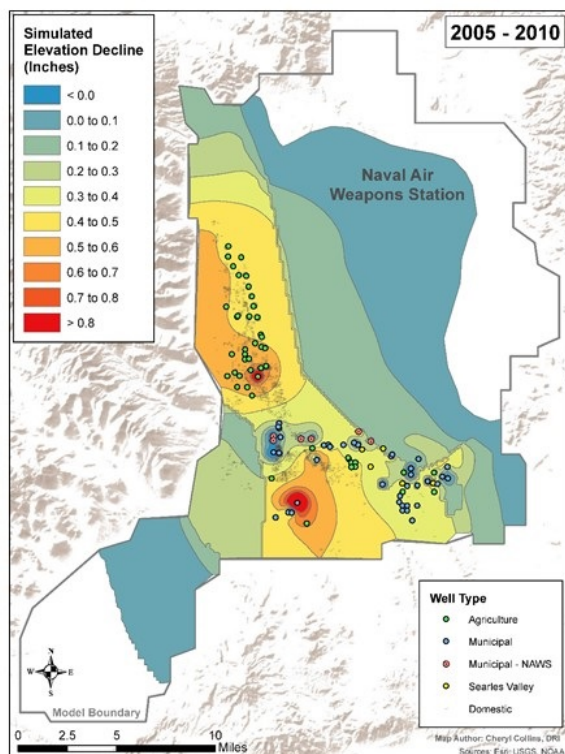 Simulated
Elevation Decline
(Inches)
< 0.0
0.0 to 0.1
0.1 to 0.2
0.2 to 0.3
0.3 to 0.4
0.4 to 0.5
0.5 to 0.6
0.6 to 0.7
0.7 to 0.8
> 0.8
2005 - 2010
Naval Air
Weapons Station
Well Type
Agriculture
Municipal
Municipal - NAWS
Searles Valley
Domestic
N
W E
S
Model Boundary
0 2.5 5 10
Miles
Map Author: Cheryl Collins, DRI
Sources: Esri, USGS, NOAA